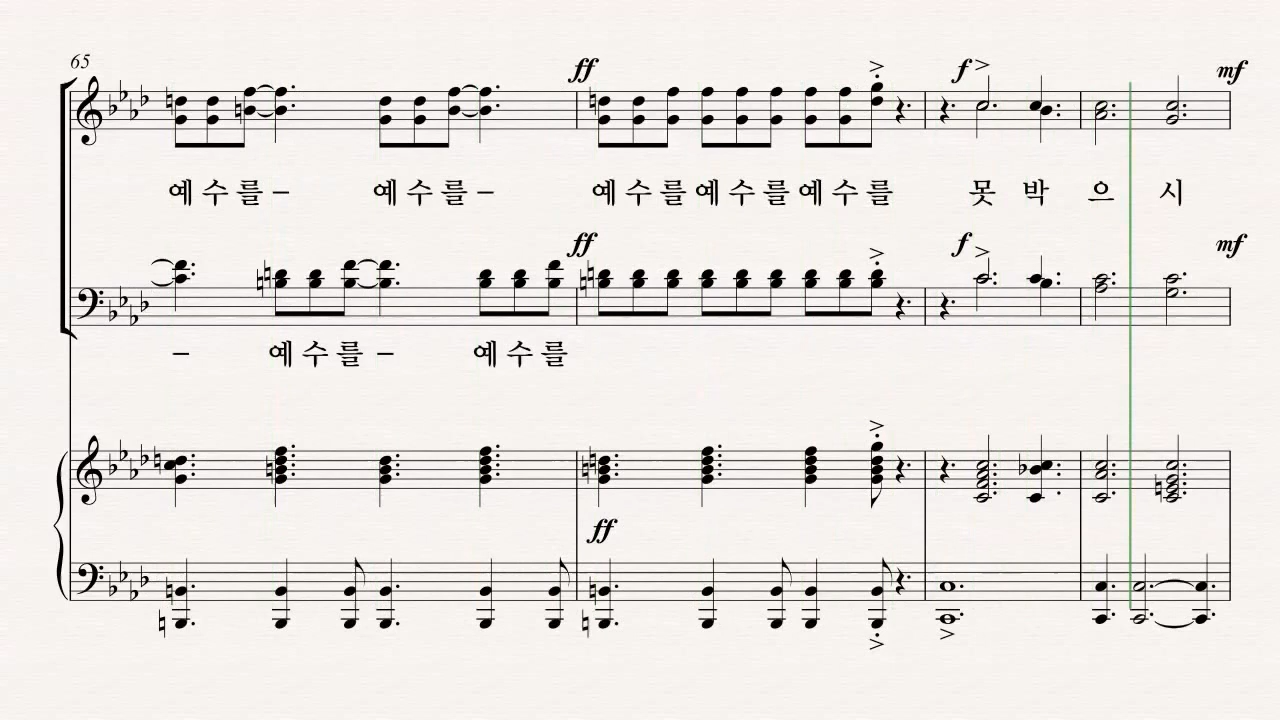 65
ff f mf
예 수 를 – 예 수 를 – 예 수 를 예 수 를 예 수 를 못 박 으 시
ff f mf
– 예 수 를 – 예 수 를
ff